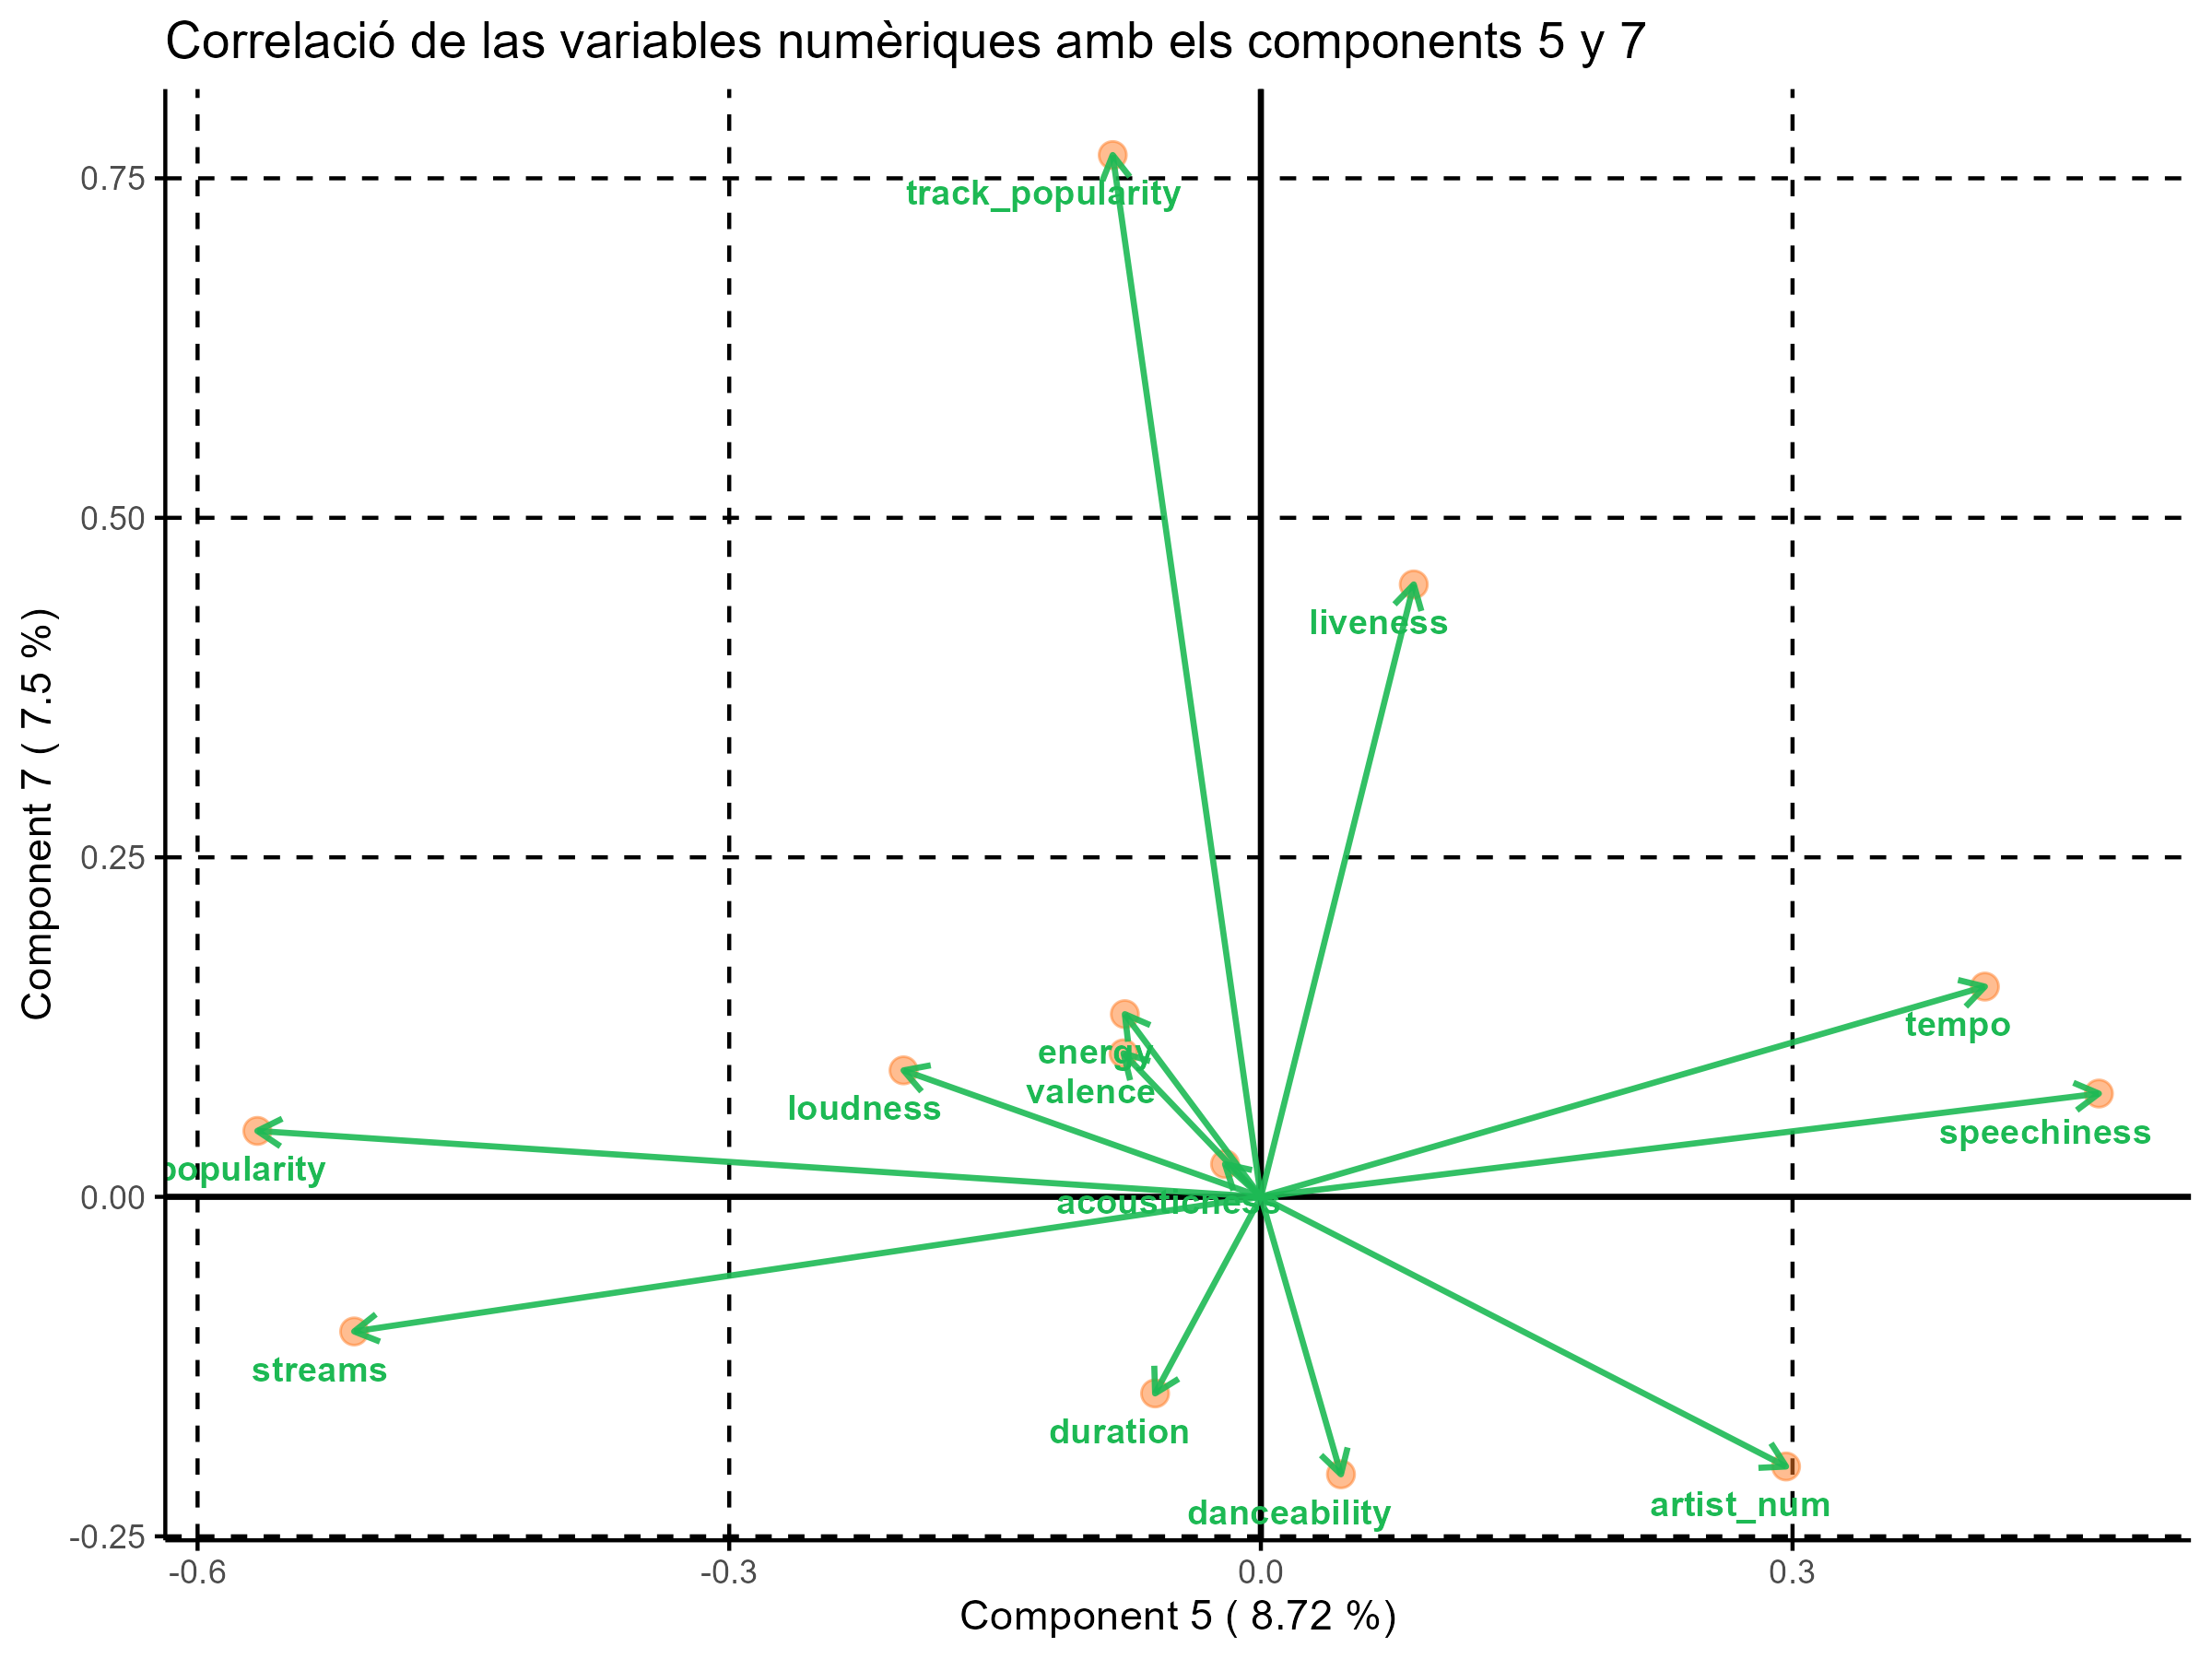 Correlació de las variables numèriques amb els components 5 y 7
0.75
track_popularity
0.50
liveness
Component 7 ( 7.5 %)
0.25
tempo
energy
valence
loudness
speechiness
popularity
0.00
acousticness
streams
duration
danceability
artist_num
-0.25
-0.6
-0.3
0.0
0.3
Component 5 ( 8.72 %)